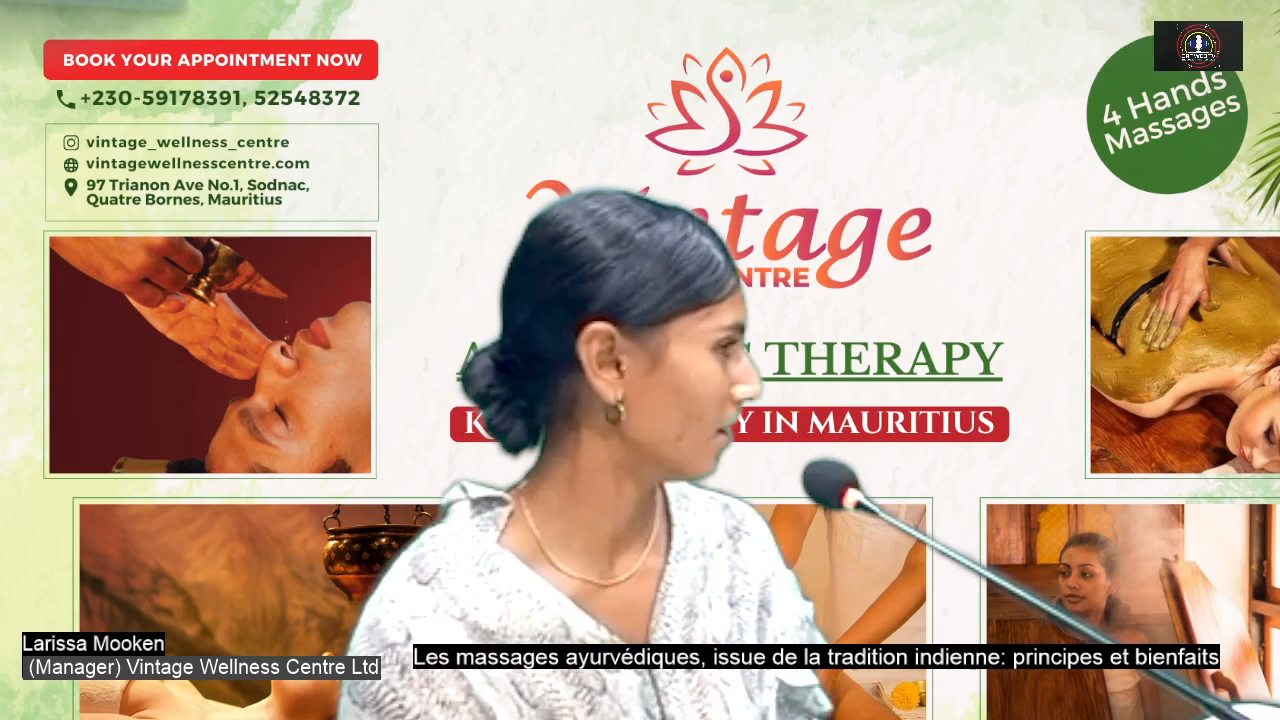 BOOK YOUR APPOINTMENT NOW
+230-59178391, 52548372
vintage_wellness_centre
vintagewellnesscentre.com
97 Trianon Ave No.1, Sodnac,
Quatre Bornes, Mauritius
4 Hands
Massages
THERAPY
IN MAURITIUS
Larissa Mooken
(Manager) Vintage Wellness Centre Ltd
Les massages ayurvédiques, issue de la tradition indienne: principes et bienfaits